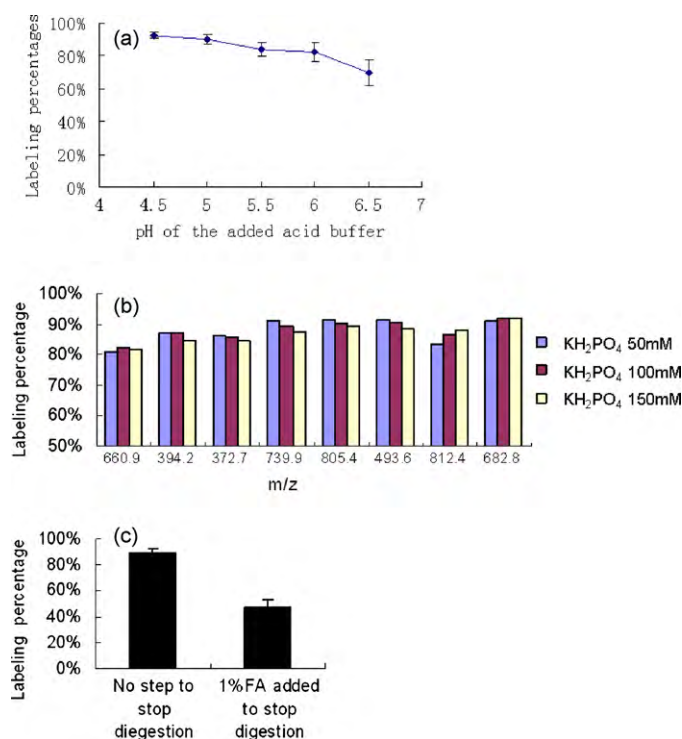 (a)
Labeling percentages
100%
80%
60%
40%
20%
0%
4 4.5 5 5.5 6 6.5 7
pH of the added acid buffer
(b)
Labeling percentage
100%
90%
80%
70%
60%
50%
660.9 394.2 372.7 739.9 805.4 493.6 812.4 682.8
m/z
KH₂PO₄ 50mM
KH₂PO₄ 100mM
KH₂PO₄ 150mM
(c)
Labeling percentage
100%
80%
60%
40%
20%
0%
No step to
stop
diegestion
1%FA added
to stop
digestion